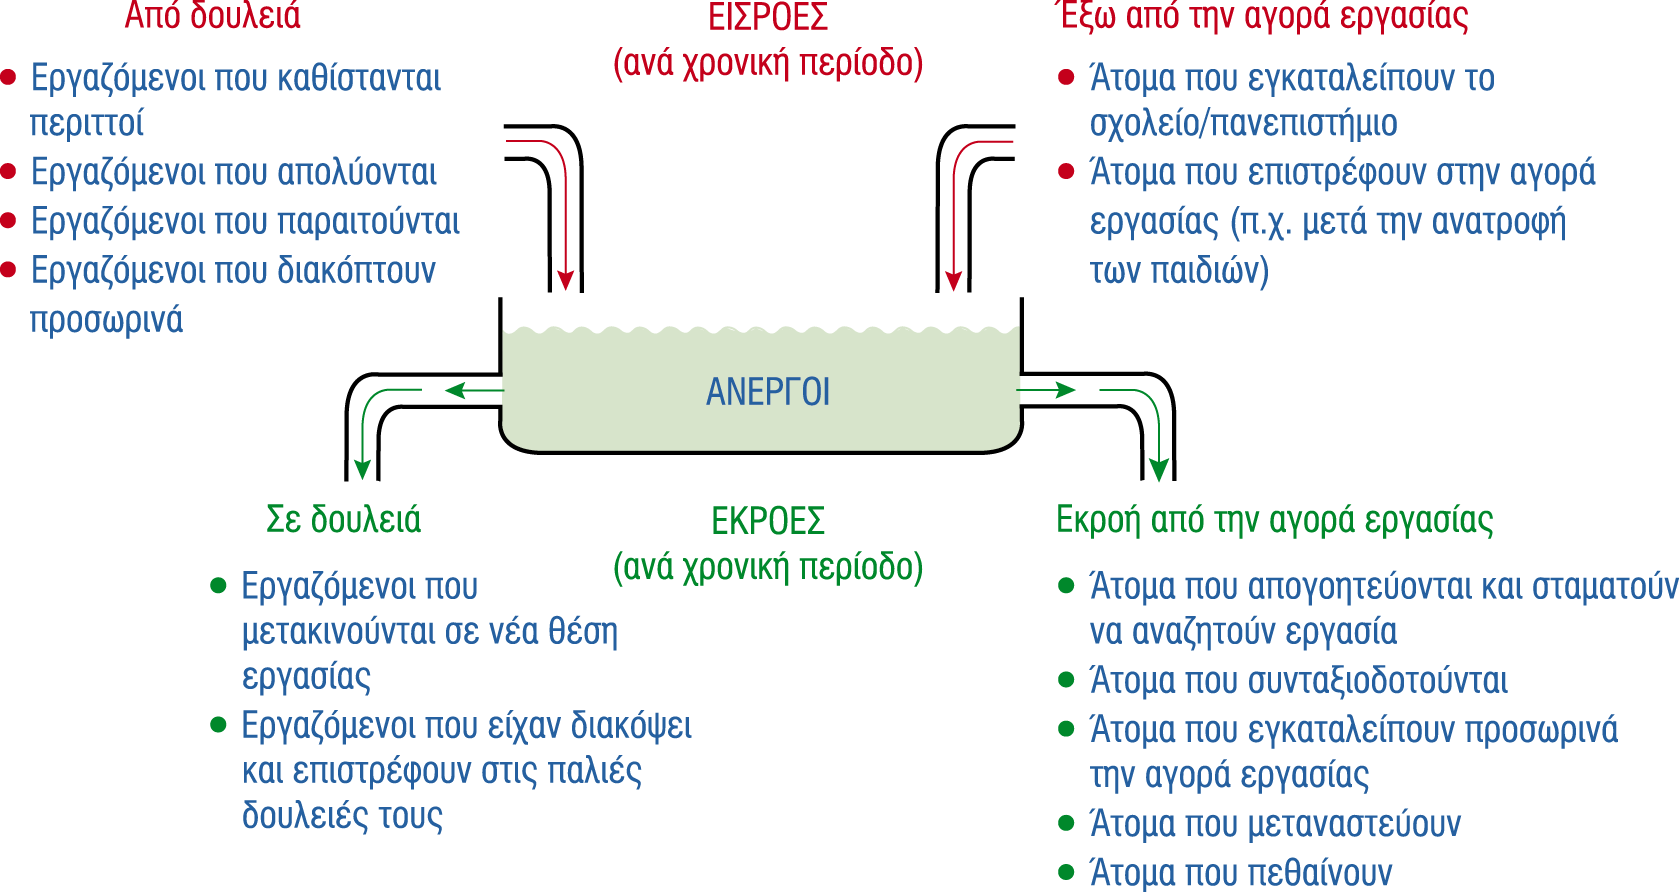 Από δουλειά
• Εργαζόμενοι που καθίστανται
περιττοί
• Εργαζόμενοι που απολύονται
• Εργαζόμενοι που παραιτούνται
• Εργαζόμενοι που διακόπτουν
προσωρινά
ΕΙΣΡΟΕΣ
(ανά χρονική περίοδο)
Έξω από την αγορά εργασίας
• Άτομα που εγκαταλείπουν το
σχολείο/πανεπιστήμιο
• Άτομα που επιστρέφουν στην αγορά
εργασίας (π.χ. μετά την ανατροφή
των παιδιών)
ΑΝΕΡΓΟΙ
Σε δουλειά
• Εργαζόμενοι που
μετακινούνται σε νέα θέση
εργασίας
• Εργαζόμενοι που είχαν διακόψει
και επιστρέφουν στις παλιές
δουλειές τους
ΕΚΡΟΕΣ
(ανά χρονική περίοδο)
Εκροή από την αγορά εργασίας
• Άτομα που απογοητεύονται και σταματούν
να αναζητούν εργασία
• Άτομα που συνταξιοδοτούνται
• Άτομα που εγκαταλείπουν προσωρινά
την αγορά εργασίας
• Άτομα που μεταναστεύουν
• Άτομα που πεθαίνουν